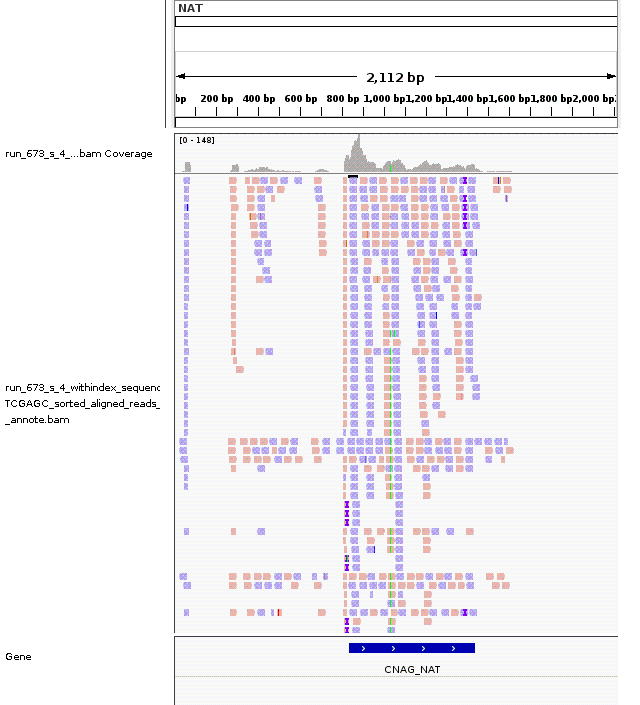 NAT
2,112 bp
bp 200 bp 400 bp 600 bp 800 bp 1,000 bp 1,200 bp 1,400 bp 1,600 bp 1,800 bp 2,000 bp
run_673_s_4_...bam Coverage
[0 - 148]
run_673_s_4_withindex_sequenc
TCGAGC_sorted_aligned_reads_
_annote.bam
Gene
CNAG_NAT